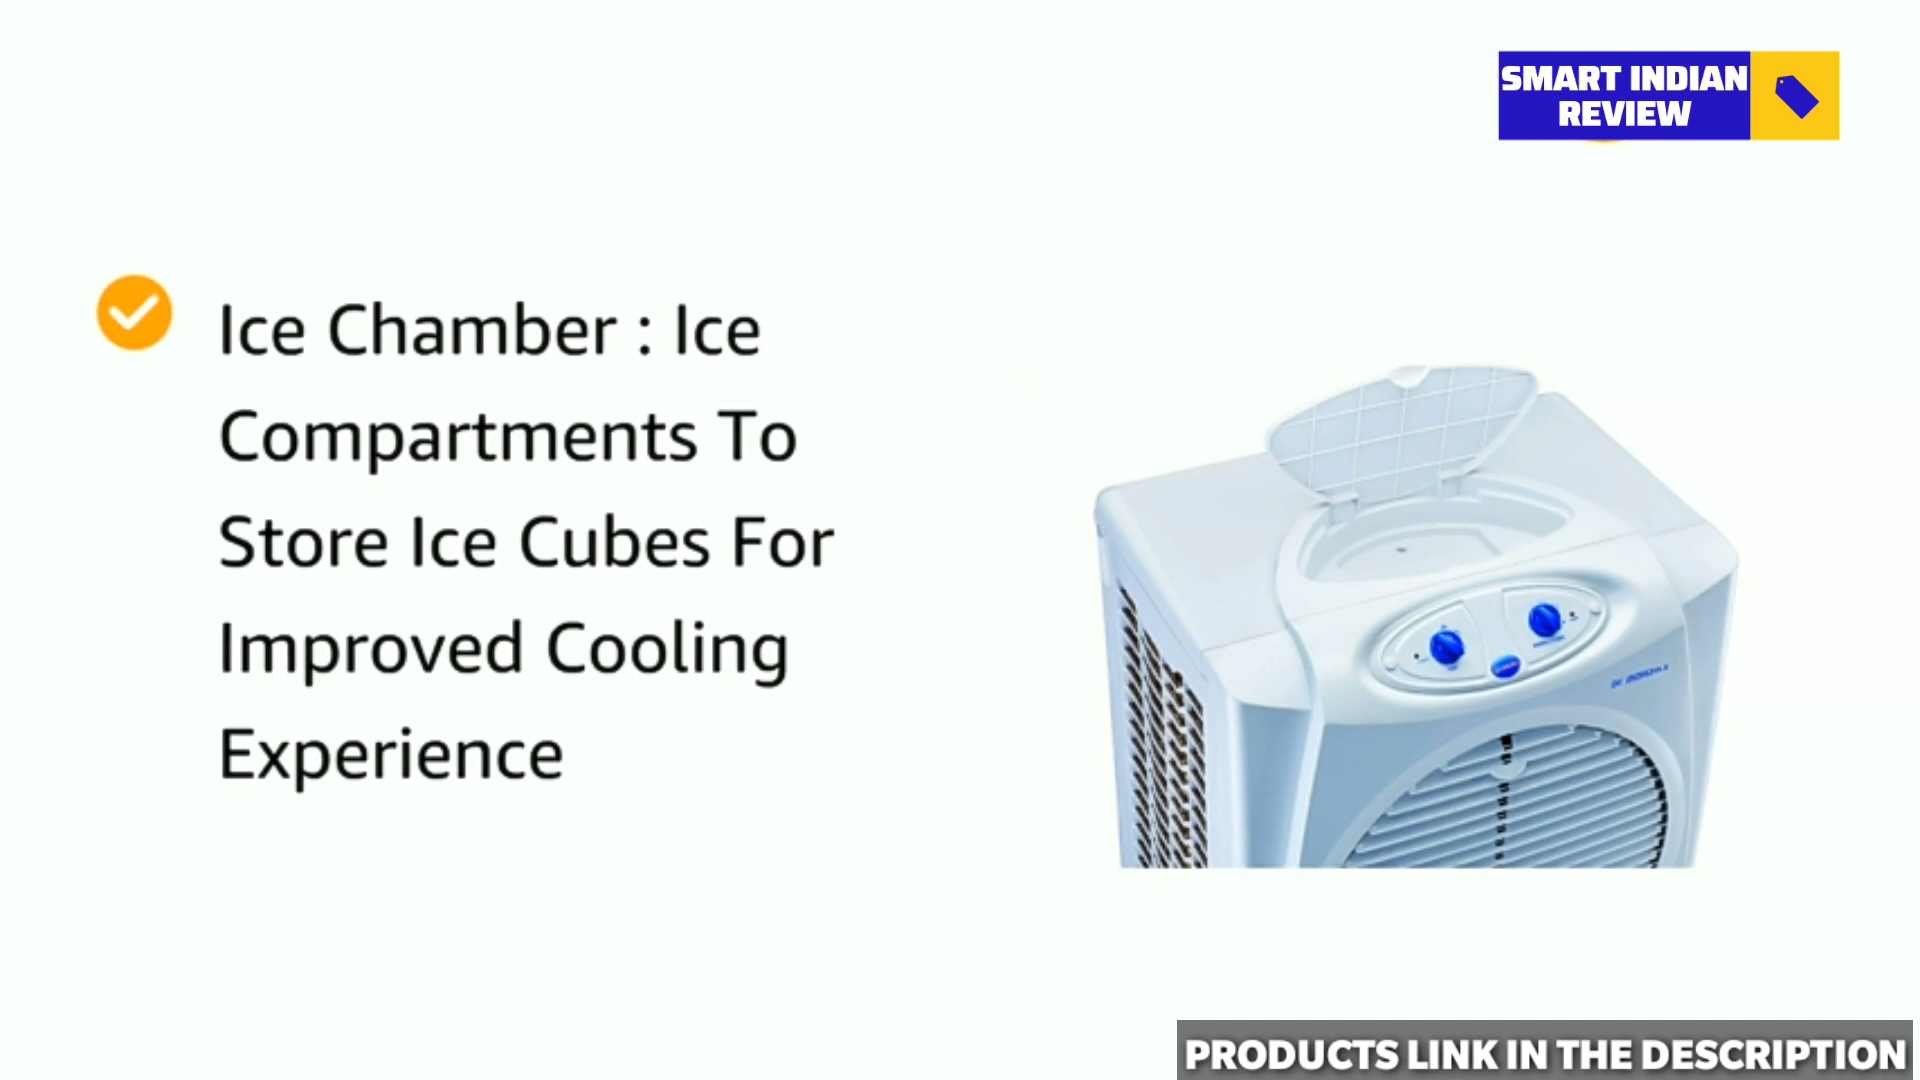 SMART INDIAN
REVIEW
Ice Chamber : Ice
Compartments To
Store Ice Cubes For
Improved Cooling
Experience
PRODUCTS LINK IN THE DESCRIPTION